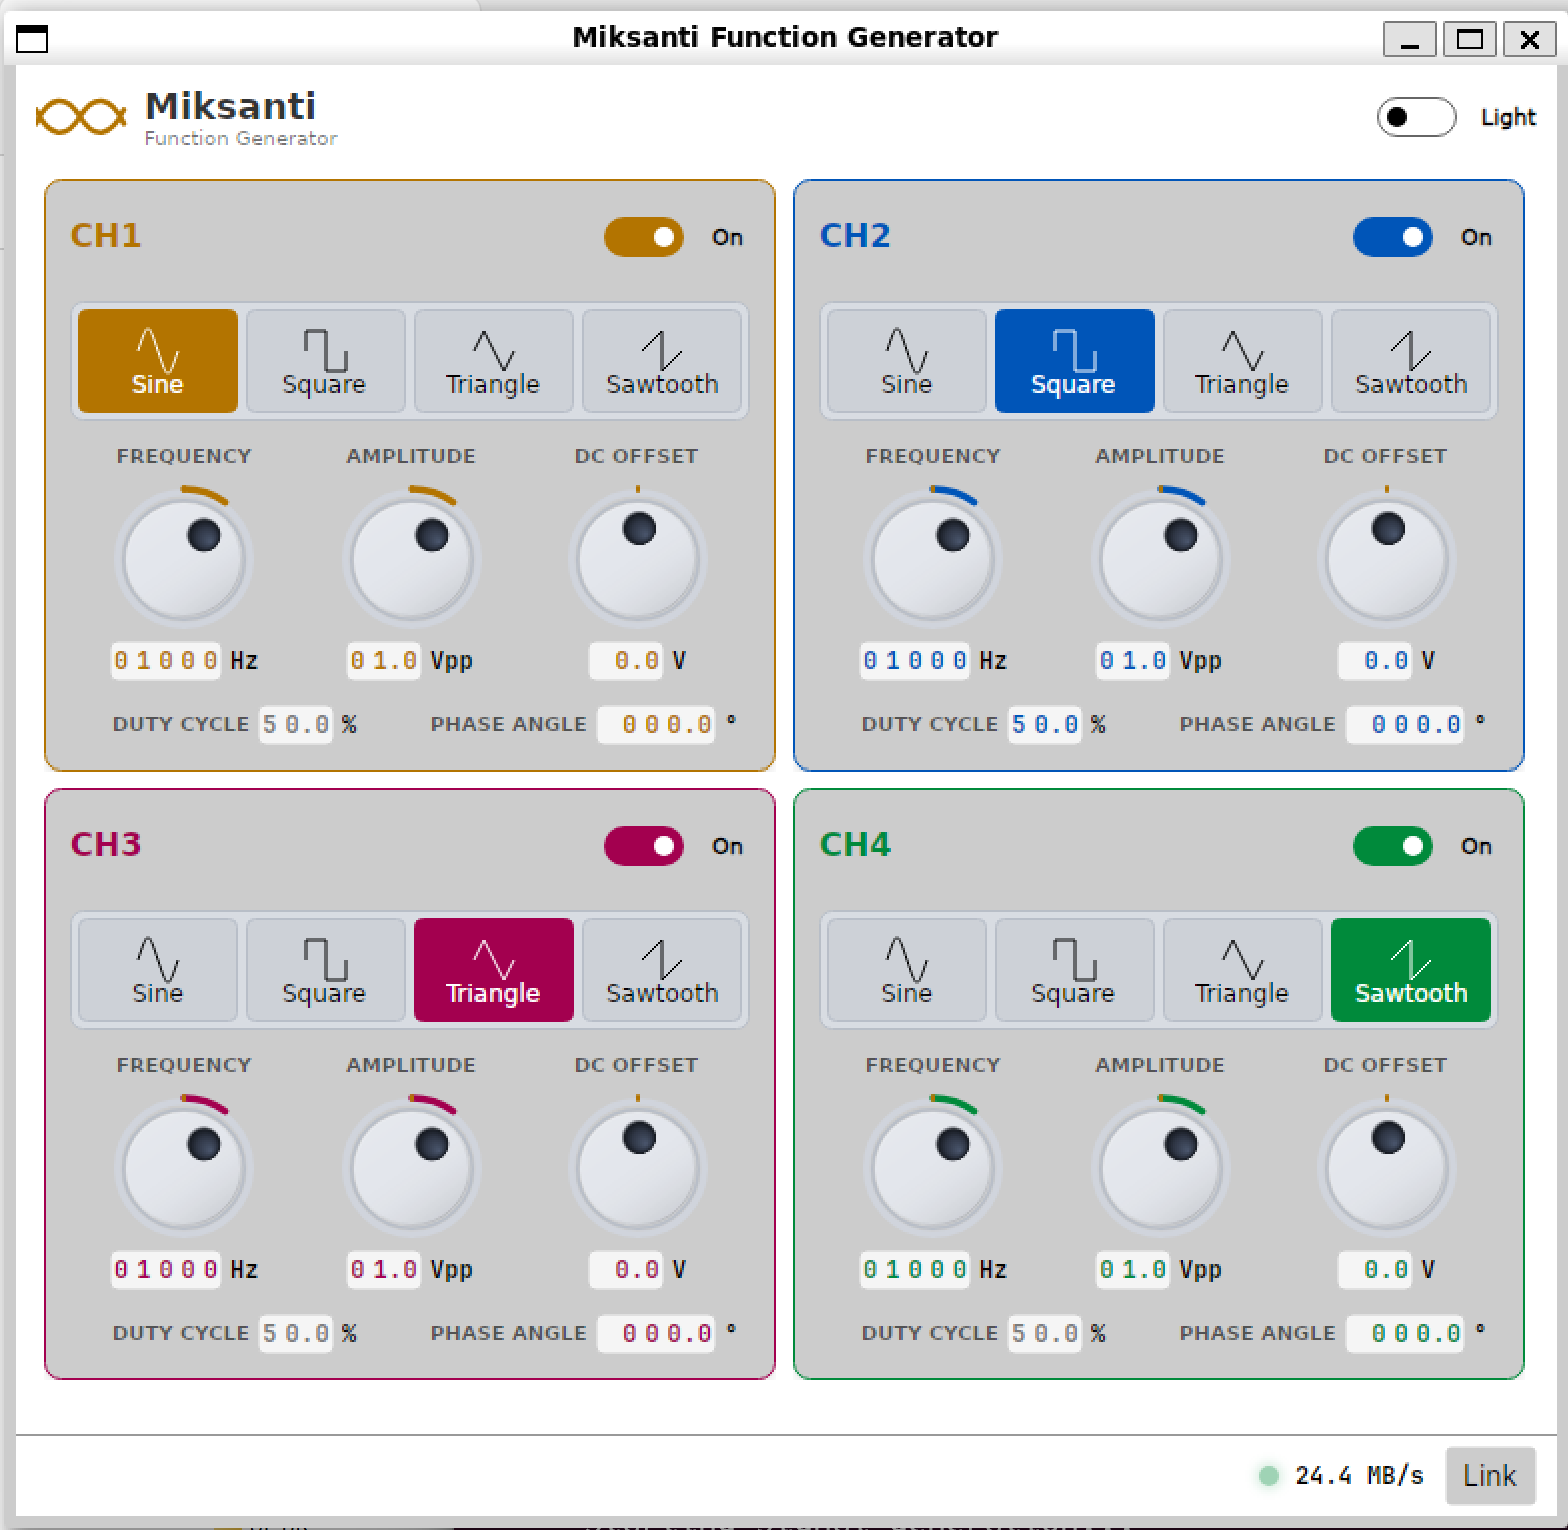 Miksanti Function Generator
Miksanti
Function Generator
Light
CH1
On
Sine Square Triangle Sawtooth
FREQUENCY AMPLITUDE DC OFFSET
01000 Hz 01.0 Vpp 0.0 V
DUTY CYCLE 50.0 % PHASE ANGLE 000.0 °
CH2
On
Sine Square Triangle Sawtooth
FREQUENCY AMPLITUDE DC OFFSET
01000 Hz 01.0 Vpp 0.0 V
DUTY CYCLE 50.0 % PHASE ANGLE 000.0 °
CH3
On
Sine Square Triangle Sawtooth
FREQUENCY AMPLITUDE DC OFFSET
01000 Hz 01.0 Vpp 0.0 V
DUTY CYCLE 50.0 % PHASE ANGLE 000.0 °
CH4
On
Sine Square Triangle Sawtooth
FREQUENCY AMPLITUDE DC OFFSET
01000 Hz 01.0 Vpp 0.0 V
DUTY CYCLE 50.0 % PHASE ANGLE 000.0 °
24.4 MB/s Link